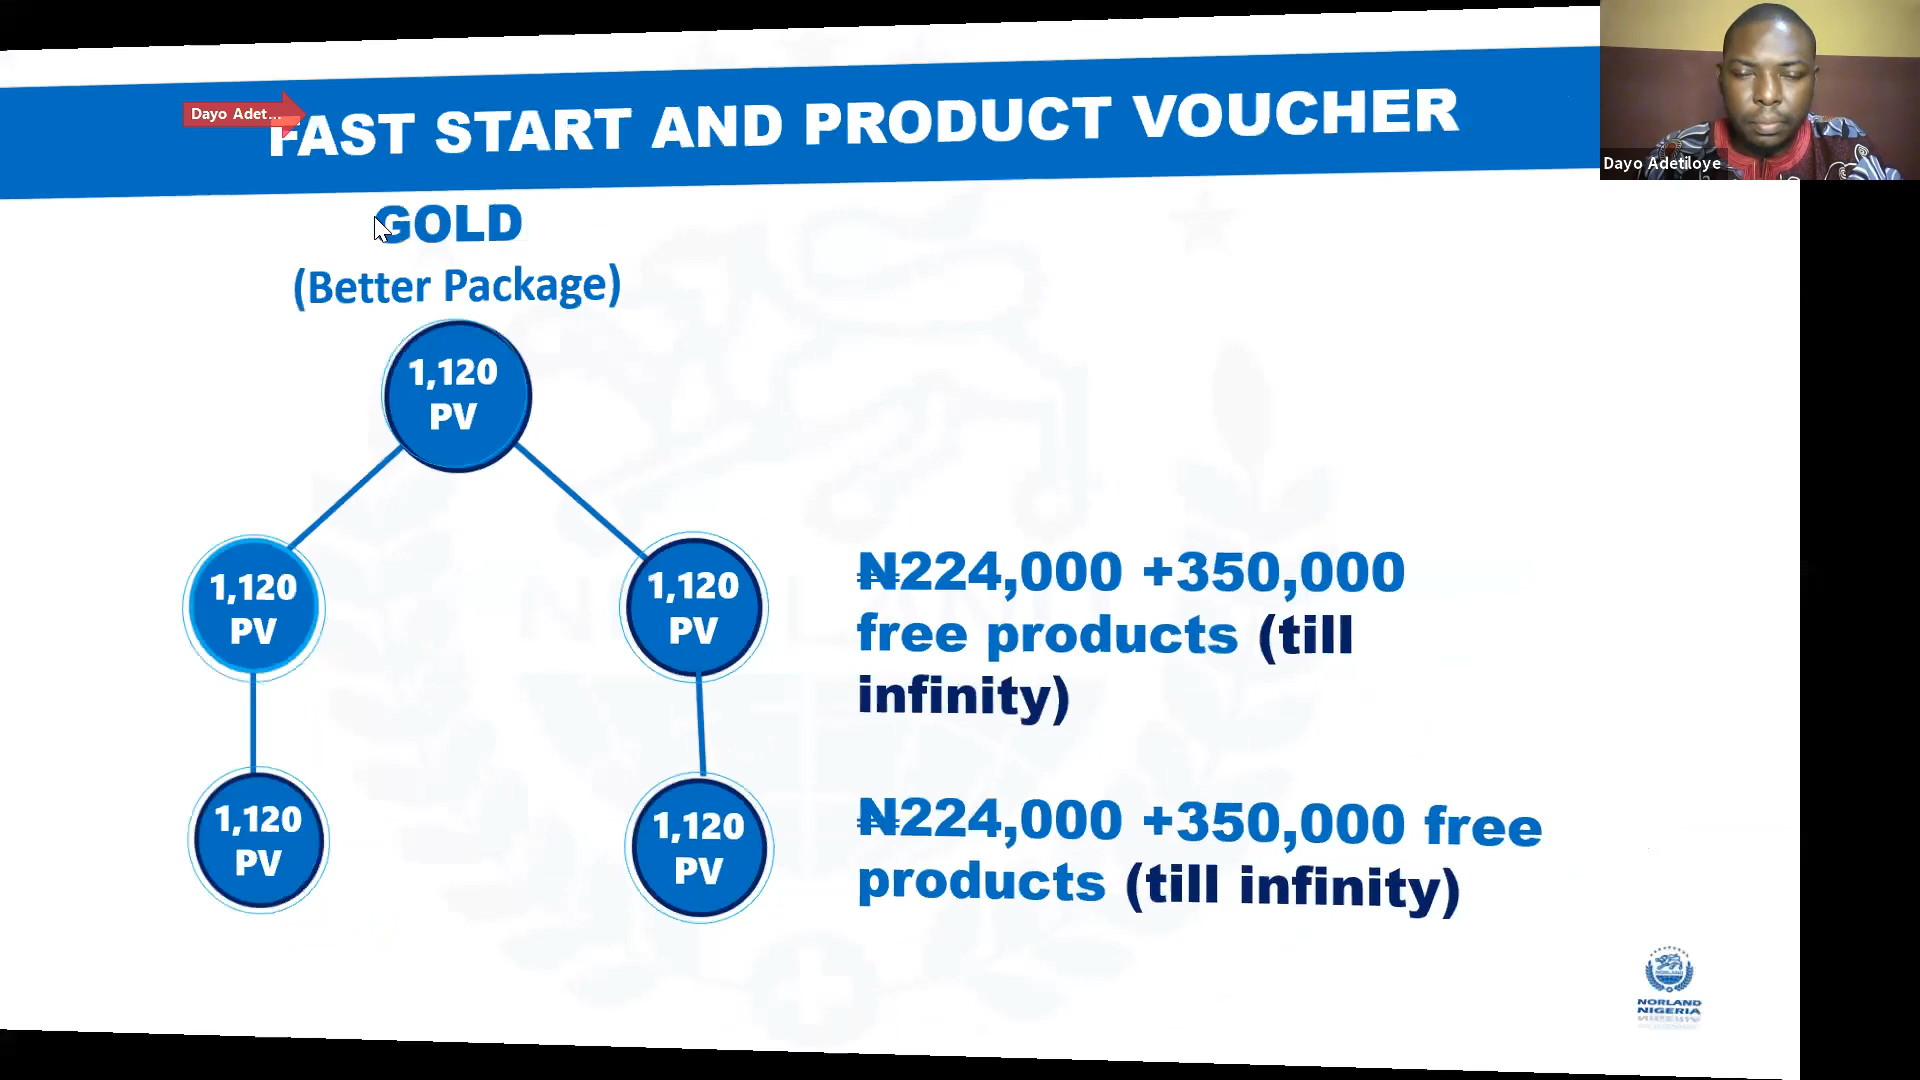 FAST START AND PRODUCT VOUCHER
Dayo Adet...
Dayo Adetiloye
GOLD
(Better Package)
1,120
PV
1,120
PV
1,120
PV
₦224,000 +350,000
free products (till
infinity)
1,120
PV
1,120
PV
₦224,000 +350,000 free
products (till infinity)
NORLAND
NIGERIA